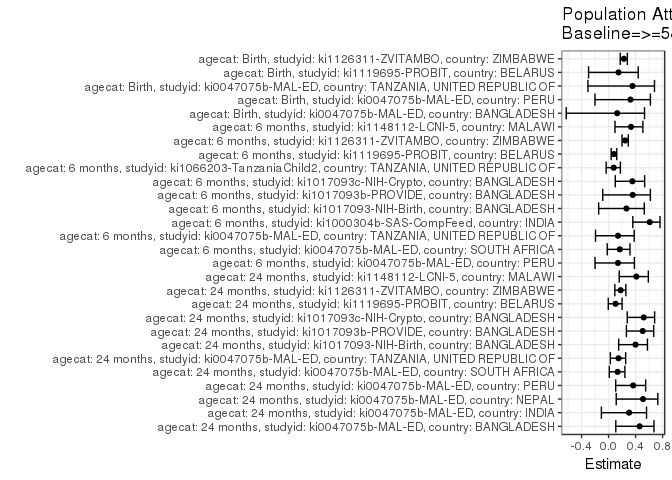 Population Att
Baseline=>=5
agecat: Birth, studyid: ki1126311-ZVITAMBO, country: ZIMBABWE
agecat: Birth, studyid: ki1119695-PROBIT, country: BELARUS
agecat: Birth, studyid: ki0047075b-MAL-ED, country: TANZANIA, UNITED REPUBLIC OF
agecat: Birth, studyid: ki0047075b-MAL-ED, country: PERU
agecat: Birth, studyid: ki0047075b-MAL-ED, country: BANGLADESH
agecat: 6 months, studyid: ki1148112-LCNI-5, country: MALAWI
agecat: 6 months, studyid: ki1126311-ZVITAMBO, country: ZIMBABWE
agecat: 6 months, studyid: ki1119695-PROBIT, country: BELARUS
agecat: 6 months, studyid: ki1066203-TanzaniaChild2, country: TANZANIA, UNITED REPUBLIC OF
agecat: 6 months, studyid: ki1017093c-NIH-Crypto, country: BANGLADESH
agecat: 6 months, studyid: ki1017093b-PROVIDE, country: BANGLADESH
agecat: 6 months, studyid: ki1017093-NIH-Birth, country: BANGLADESH
agecat: 6 months, studyid: ki1000304b-SAS-CompFeed, country: INDIA
agecat: 6 months, studyid: ki0047075b-MAL-ED, country: TANZANIA, UNITED REPUBLIC OF
agecat: 6 months, studyid: ki0047075b-MAL-ED, country: SOUTH AFRICA
agecat: 6 months, studyid: ki0047075b-MAL-ED, country: PERU
agecat: 24 months, studyid: ki1148112-LCNI-5, country: MALAWI
agecat: 24 months, studyid: ki1126311-ZVITAMBO, country: ZIMBABWE
agecat: 24 months, studyid: ki1119695-PROBIT, country: BELARUS
agecat: 24 months, studyid: ki1017093c-NIH-Crypto, country: BANGLADESH
agecat: 24 months, studyid: ki1017093b-PROVIDE, country: BANGLADESH
agecat: 24 months, studyid: ki1017093-NIH-Birth, country: BANGLADESH
agecat: 24 months, studyid: ki0047075b-MAL-ED, country: TANZANIA, UNITED REPUBLIC OF
agecat: 24 months, studyid: ki0047075b-MAL-ED, country: SOUTH AFRICA
agecat: 24 months, studyid: ki0047075b-MAL-ED, country: PERU
agecat: 24 months, studyid: ki0047075b-MAL-ED, country: NEPAL
agecat: 24 months, studyid: ki0047075b-MAL-ED, country: INDIA
agecat: 24 months, studyid: ki0047075b-MAL-ED, country: BANGLADESH
-0.4 0.0 0.4 0.8
Estimate